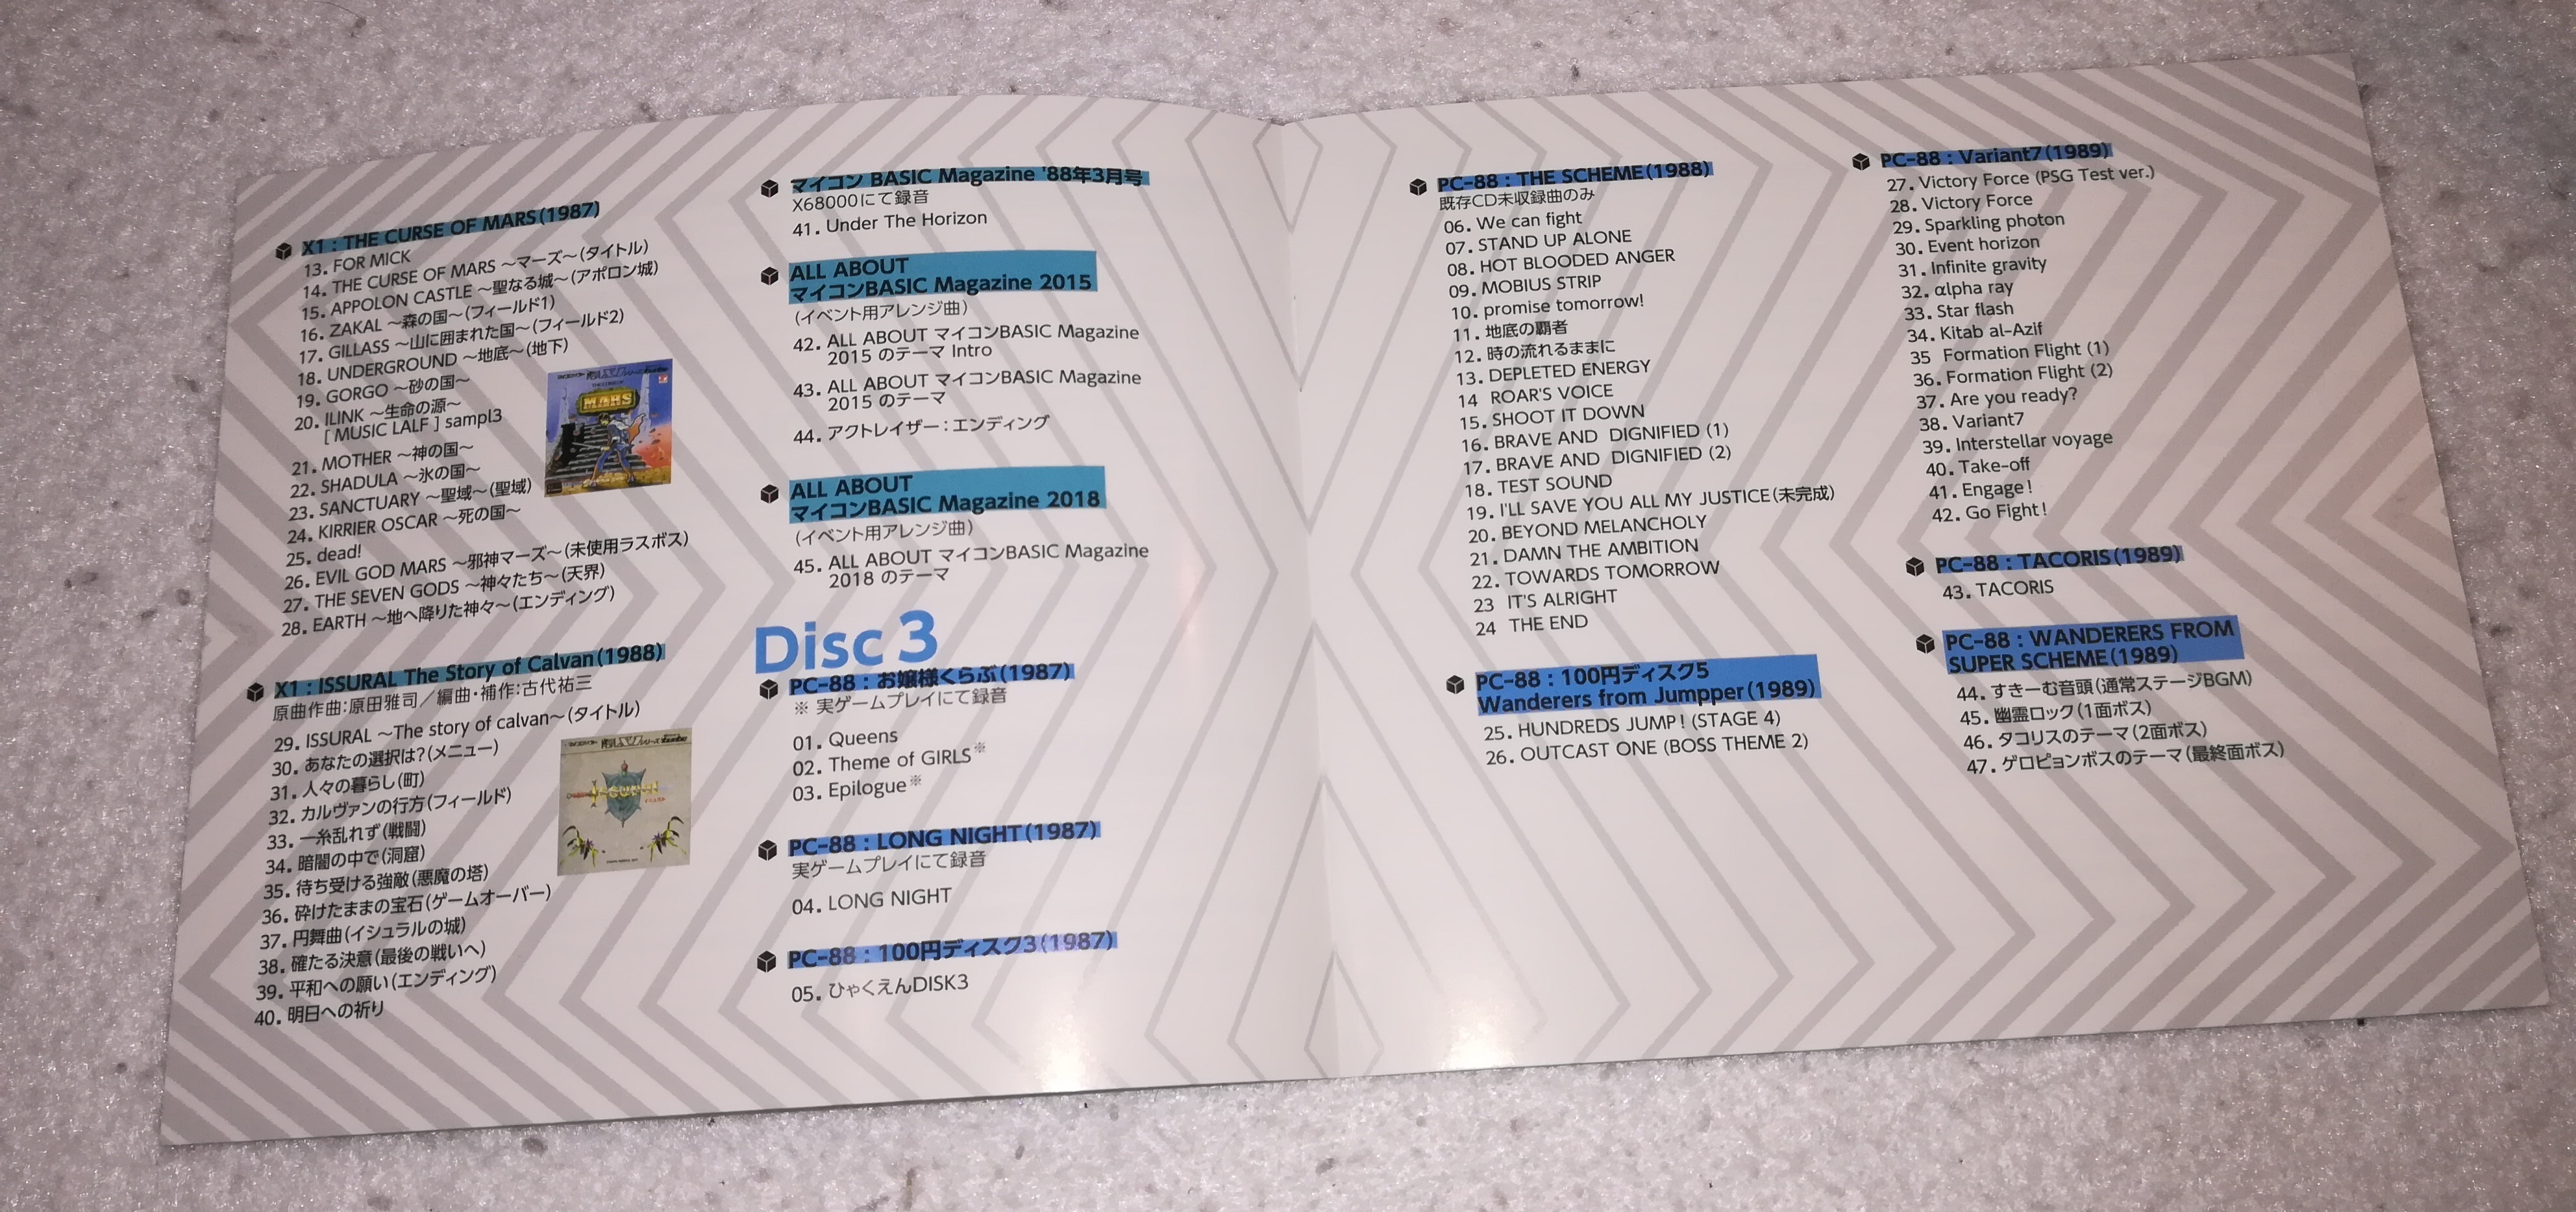 X1 : THE CURSE OF MARS(1987)
13. FOR MICK
14. THE CURSE OF MARS ～マーズ～(タイトル)
15. APPOLON CASTLE ～聖なる城～(アポロン城)
16. ZAKAL ～森の国～(フィールド1)
17. GILLASS ～山に囲まれた国～(フィールド2)
18. UNDERGROUND ～地底～(地下)
19. GORGO ～砂の国～
20. ILINK ～生命の源～
[ MUSIC LALF ] sampl3
21. MOTHER ～神の国～
22. SHADULA ～氷の国～
23. SANCTUARY ～聖域～(聖域)
24. KIRRIER OSCAR ～死の国～
25. dead!
26. EVIL GOD MARS ～邪神マーズ～(未使用ラスボス)
27. THE SEVEN GODS ～神々たち～(天界)
28. EARTH ～地へ降りた神々～(エンディング)
MARS
X1 : ISSURAL The Story of Calvan(1988)
原曲作曲:原田雅司／編曲・補作:古代祐三
29. ISSURAL ～The story of calvan～(タイトル)
30. あなたの選択は?(メニュー)
31. 人々の暮らし(町)
32. カルヴァンの行方(フィールド)
33. 一糸乱れず(戦闘)
34. 暗闇の中で(洞窟)
35. 待ち受ける強敵(悪魔の塔)
36. 砕けたままの宝石(ゲームオーバー)
37. 円舞曲(イシュラルの城)
38. 確たる決意(最後の戦いへ)
39. 平和への願い(エンディング)
40. 明日への祈り
マイコン BASIC Magazine '88年3月号
X68000にて録音
41. Under The Horizon
ALL ABOUT
マイコンBASIC Magazine 2015
(イベント用アレンジ曲)
42. ALL ABOUT マイコンBASIC Magazine
2015 のテーマ Intro
43. ALL ABOUT マイコンBASIC Magazine
2015 のテーマ
44. アクトレイザー：エンディング
ALL ABOUT
マイコンBASIC Magazine 2018
(イベント用アレンジ曲)
45. ALL ABOUT マイコンBASIC Magazine
2018 のテーマ
Disc 3
PC-88 : お嬢様くらぶ(1987)
※ 実ゲームプレイにて録音
01. Queens
02. Theme of GIRLS※
03. Epilogue※
PC-88 : LONG NIGHT(1987)
実ゲームプレイにて録音
04. LONG NIGHT
PC-88 : 100円ディスク3(1987)
05. ひゃくえんDISK3
PC-88 : THE SCHEME(1988)
既存CD未収録曲のみ
06. We can fight
07. STAND UP ALONE
08. HOT BLOODED ANGER
09. MOBIUS STRIP
10. promise tomorrow!
11. 地底の覇者
12. 時の流れるままに
13. DEPLETED ENERGY
14 ROAR'S VOICE
15. SHOOT IT DOWN
16. BRAVE AND DIGNIFIED (1)
17. BRAVE AND DIGNIFIED (2)
18. TEST SOUND
19. I'LL SAVE YOU ALL MY JUSTICE(未完成)
20. BEYOND MELANCHOLY
21. DAMN THE AMBITION
22. TOWARDS TOMORROW
23 IT'S ALRIGHT
24 THE END
PC-88 : 100円ディスク5
Wanderers from Jumpper(1989)
25. HUNDREDS JUMP! (STAGE 4)
26. OUTCAST ONE (BOSS THEME 2)
PC-88 : Variant7(1989)
27. Victory Force (PSG Test ver.)
28. Victory Force
29. Sparkling photon
30. Event horizon
31. Infinite gravity
32. αlpha ray
33. Star flash
34. Kitab al-Azif
35 Formation Flight (1)
36. Formation Flight (2)
37. Are you ready?
38. Variant7
39. Interstellar voyage
40. Take-off
41. Engage!
42. Go Fight!
PC-88 : TACORIS(1989)
43. TACORIS
PC-88 : WANDERERS FROM
SUPER SCHEME(1989)
44. すきーむ音頭(通常ステージBGM)
45. 幽霊ロック(1面ボス)
46. タコリスのテーマ(2面ボス)
47. ゲロピョンボスのテーマ(最終面ボス)